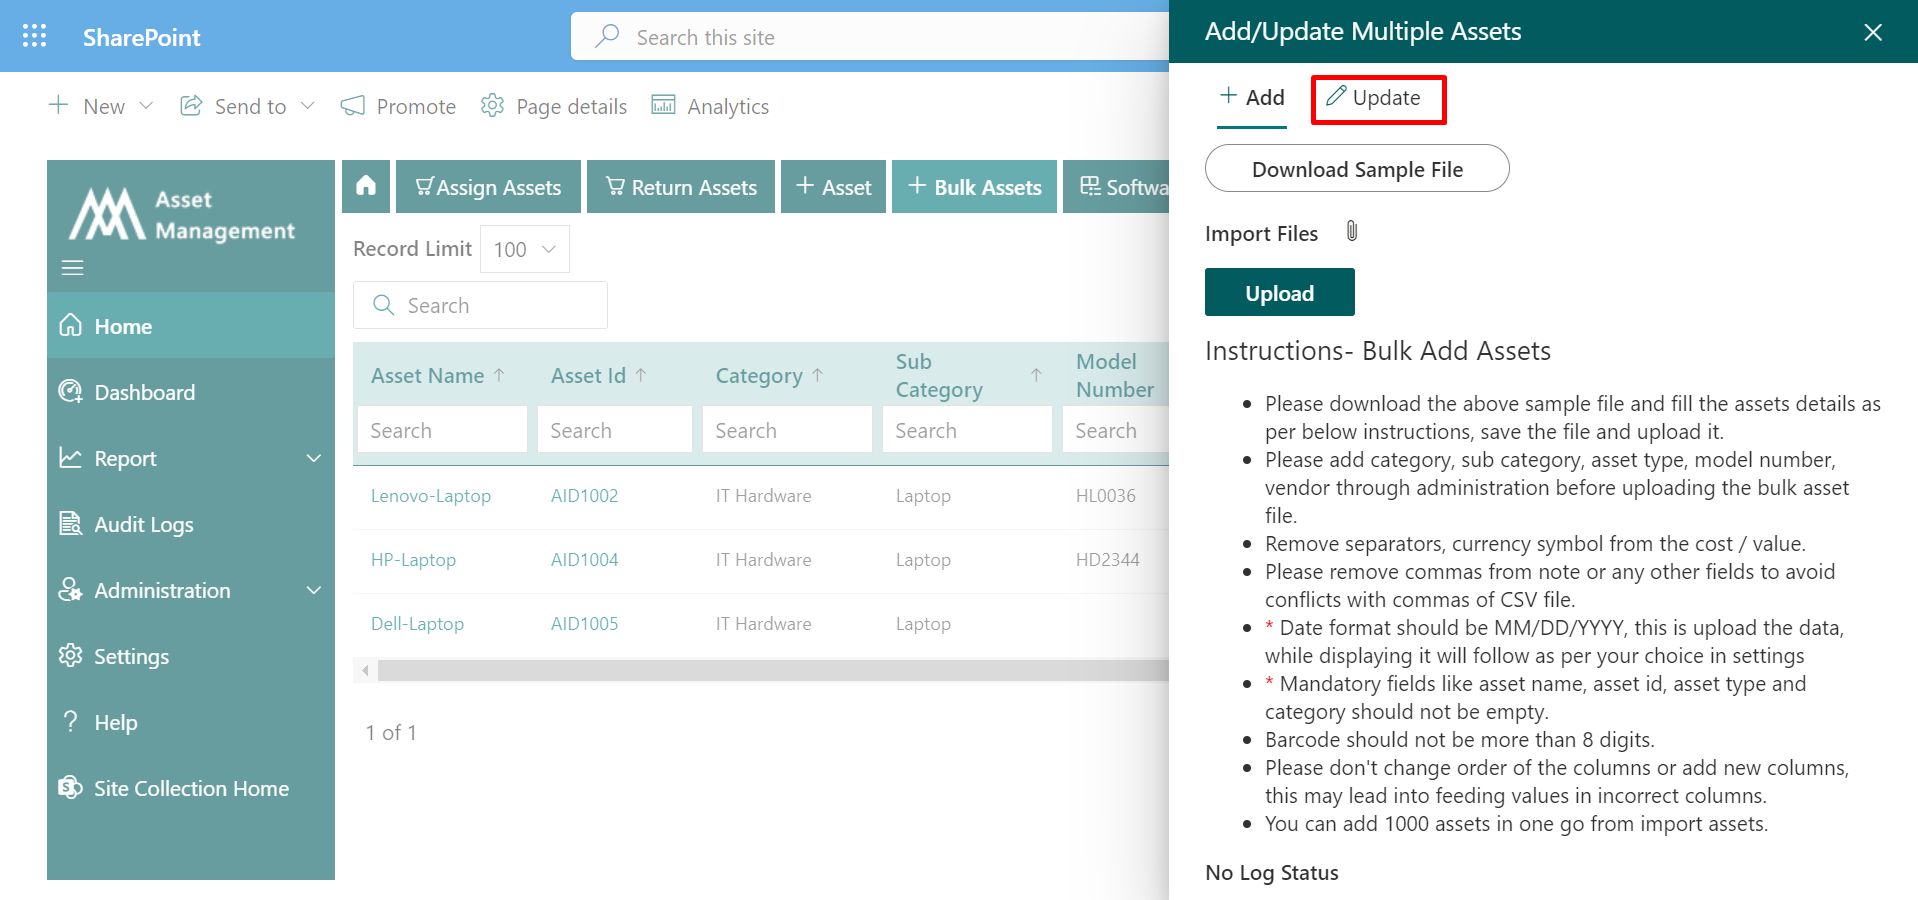 SharePoint
Search this site
New
Send to
Promote
Page details
Analytics
Asset
Management
Home
Dashboard
Report
Audit Logs
Administration
Settings
Help
Site Collection Home
Assign Assets
Return Assets
+ Asset
+ Bulk Assets
Softwa
Record Limit
100
Search
Asset Name ↑
Asset Id ↑
Category ↑
Sub
Category ↑
Model
Number
Search
Search
Search
Search
Search
Lenovo-Laptop AID1002 IT Hardware Laptop HL0036
HP-Laptop AID1004 IT Hardware Laptop HD2344
Dell-Laptop AID1005 IT Hardware Laptop
1 of 1
Add/Update Multiple Assets
+ Add
Update
Download Sample File
Import Files
Upload
Instructions- Bulk Add Assets
• Please download the above sample file and fill the assets details as
per below instructions, save the file and upload it.
• Please add category, sub category, asset type, model number,
vendor through administration before uploading the bulk asset
file.
• Remove separators, currency symbol from the cost / value.
• Please remove commas from note or any other fields to avoid
conflicts with commas of CSV file.
• * Date format should be MM/DD/YYYY, this is upload the data,
while displaying it will follow as per your choice in settings
• * Mandatory fields like asset name, asset id, asset type and
category should not be empty.
• Barcode should not be more than 8 digits.
• Please don't change order of the columns or add new columns,
this may lead into feeding values in incorrect columns.
• You can add 1000 assets in one go from import assets.
No Log Status